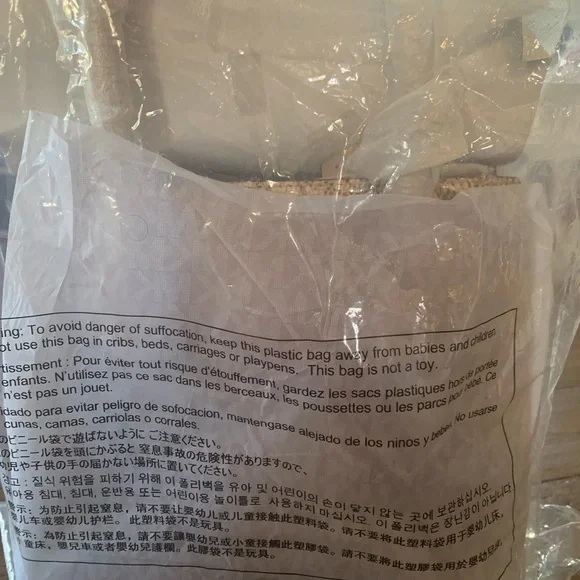 ing: To avoid danger of suffocation, keep this plastic bag away from babies and children.
ot use this bag in cribs, beds, carriages or playpens. This bag is not a toy.
rtissement : Pour éviter tout risque d'étouffement, gardez les sacs plastiques hors de portée
enfants. N'utilisez pas ce sac dans les berceaux, les poussettes ou les parcs pour bébé. Ce
n'est pas un jouet.
idado para evitar peligro de sofocacion, mantengase alejado de los ninos y bebes. No usarse
cunas, camas, carriolas o corrales.
のビニール袋で遊ばないように ご注意ください。
のビニール袋を頭にかぶると 窒息事故の危険性がありますので、
幼児や子供の手の届かない場所に置いてください。
경고 : 질식 위험을 피하기 위해 이 폴리백을 유아 및 어린이의 손이 닿지 않는 곳에 보관하십시오.
유아용 침대, 침대, 운반용 또는 어린이용 놀이틀로 사용하지 마십시오. 이 폴리백은 장난감이 아닙니다.
示: 为防止引起窒息, 请不要让婴幼儿或儿童接触此塑料袋。请不要将此塑料袋用于婴幼儿床,
儿车或婴幼儿护栏。 此塑料袋不是玩具。
示: 為防止引起窒息, 請不要讓嬰幼兒或小童接觸此塑膠袋。請不要將此塑膠袋用於嬰幼兒床,
童床, 嬰兒車或者嬰幼兒護欄。此膠袋不是玩具。